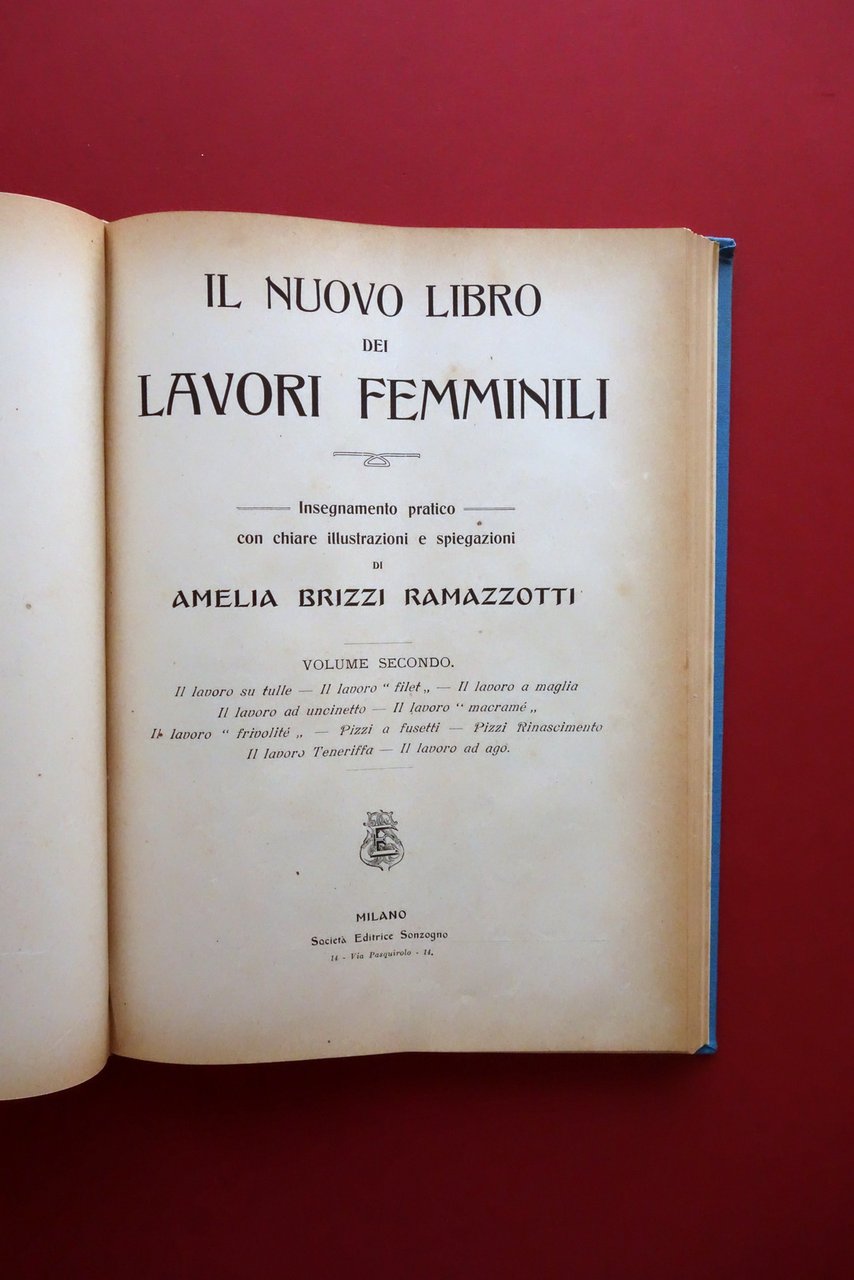 IL NUOVO LIBRO
DEI
LAVORI FEMMINILI
Insegnamento pratico
con chiare illustrazioni e spiegazioni
DI
AMELIA BRIZZI RAMAZZOTTI
VOLUME SECONDO.
Il lavoro su tulle — Il lavoro “ filet „ — Il lavoro a maglia
Il lavoro ad uncinetto — Il lavoro “ macramé „
Il lavoro “ frivolité „ — Pizzi a fusetti — Pizzi Rinascimento
Il lavoro Teneriffa — Il lavoro ad ago.
MILANO
Società Editrice Sonzogno
14 - Via Pasquirolo - 14.